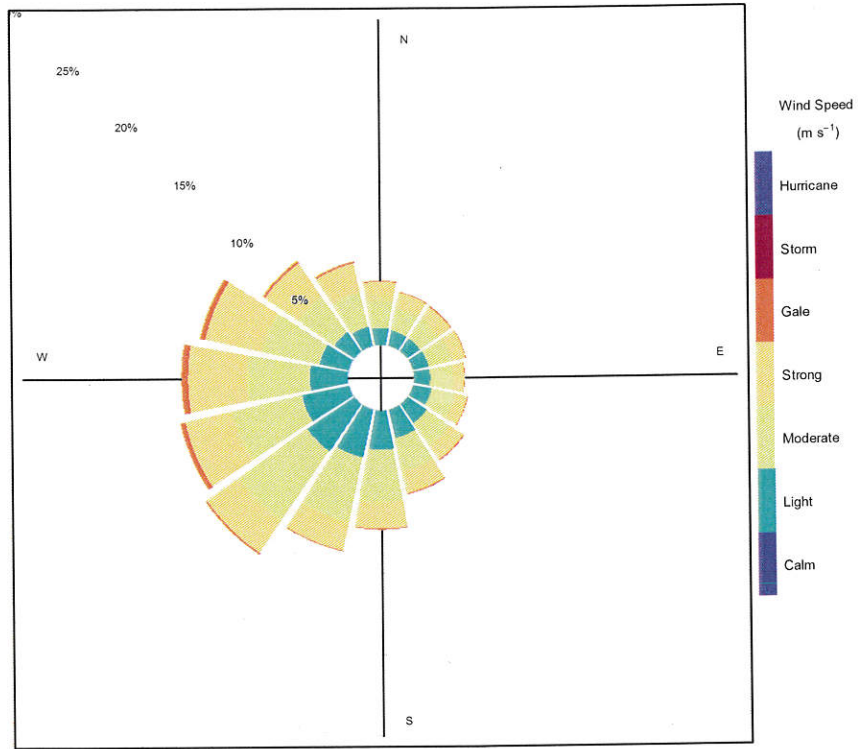 %
N
25%
20%
15%
10%
5%
W
E
S
Wind Speed
(m s⁻¹)
Hurricane
Storm
Gale
Strong
Moderate
Light
Calm